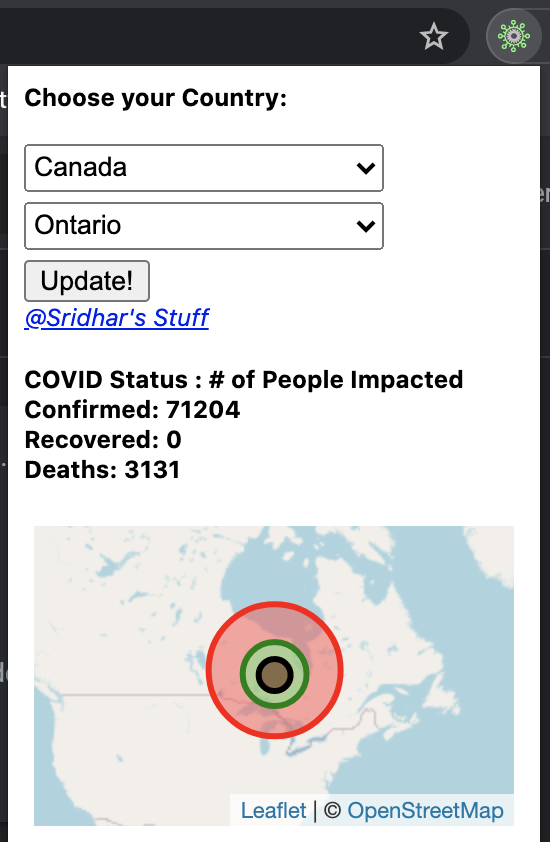 Choose your Country:
Canada
Ontario
Update!
@Sridhar's Stuff
COVID Status : # of People Impacted
Confirmed: 71204
Recovered: 0
Deaths: 3131
Leaflet | © OpenStreetMap